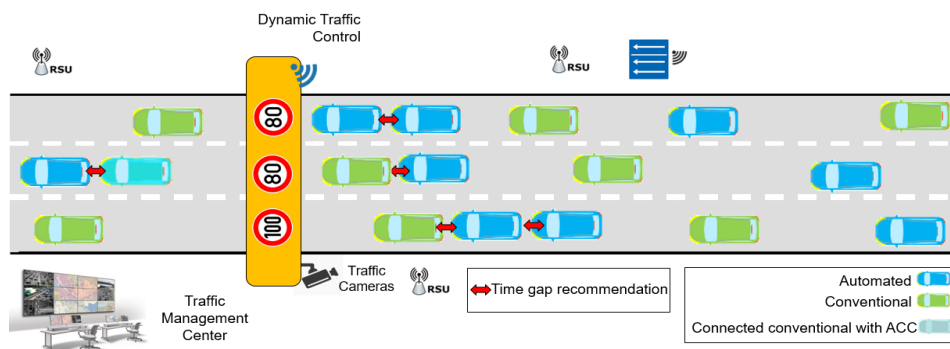 Dynamic Traffic
Control
RSU
RSU
80
80
100
Traffic
Cameras
RSU
Traffic
Management
Center
Time gap recommendation
Automated
Conventional
Connected conventional with ACC